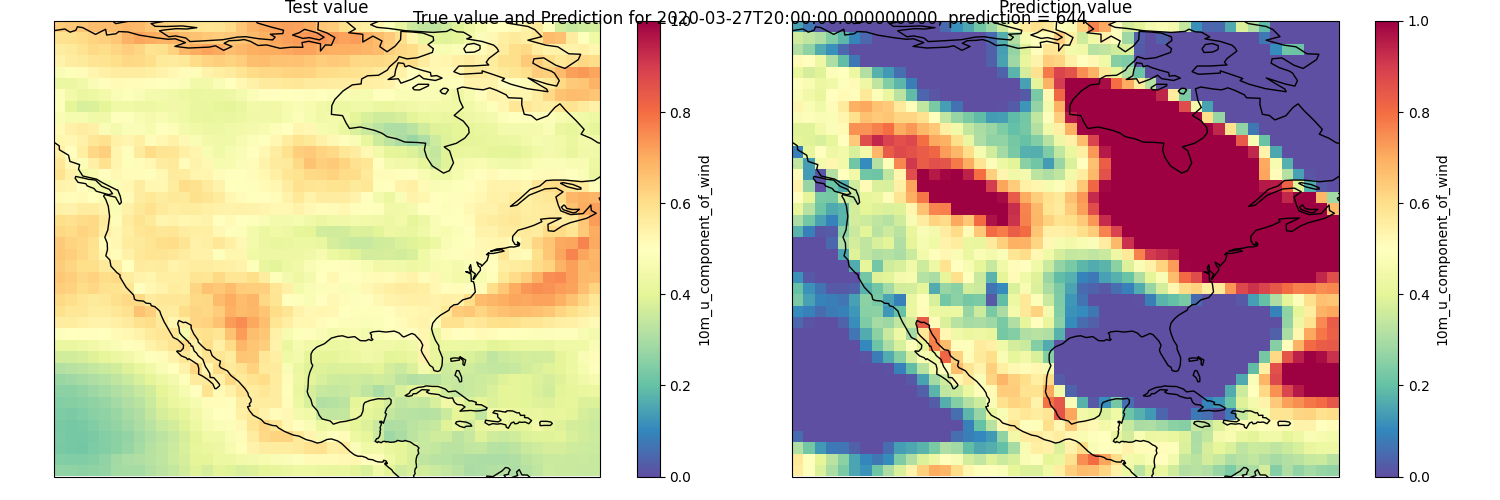 Test value
True value and Prediction for 2020-03-27T20:00:00.000000000, prediction = 644
Prediction value
1.0
0.8
0.6
0.4
0.2
0.0
10m_u_component_of_wind
1.0
0.8
0.6
0.4
0.2
0.0
10m_u_component_of_wind